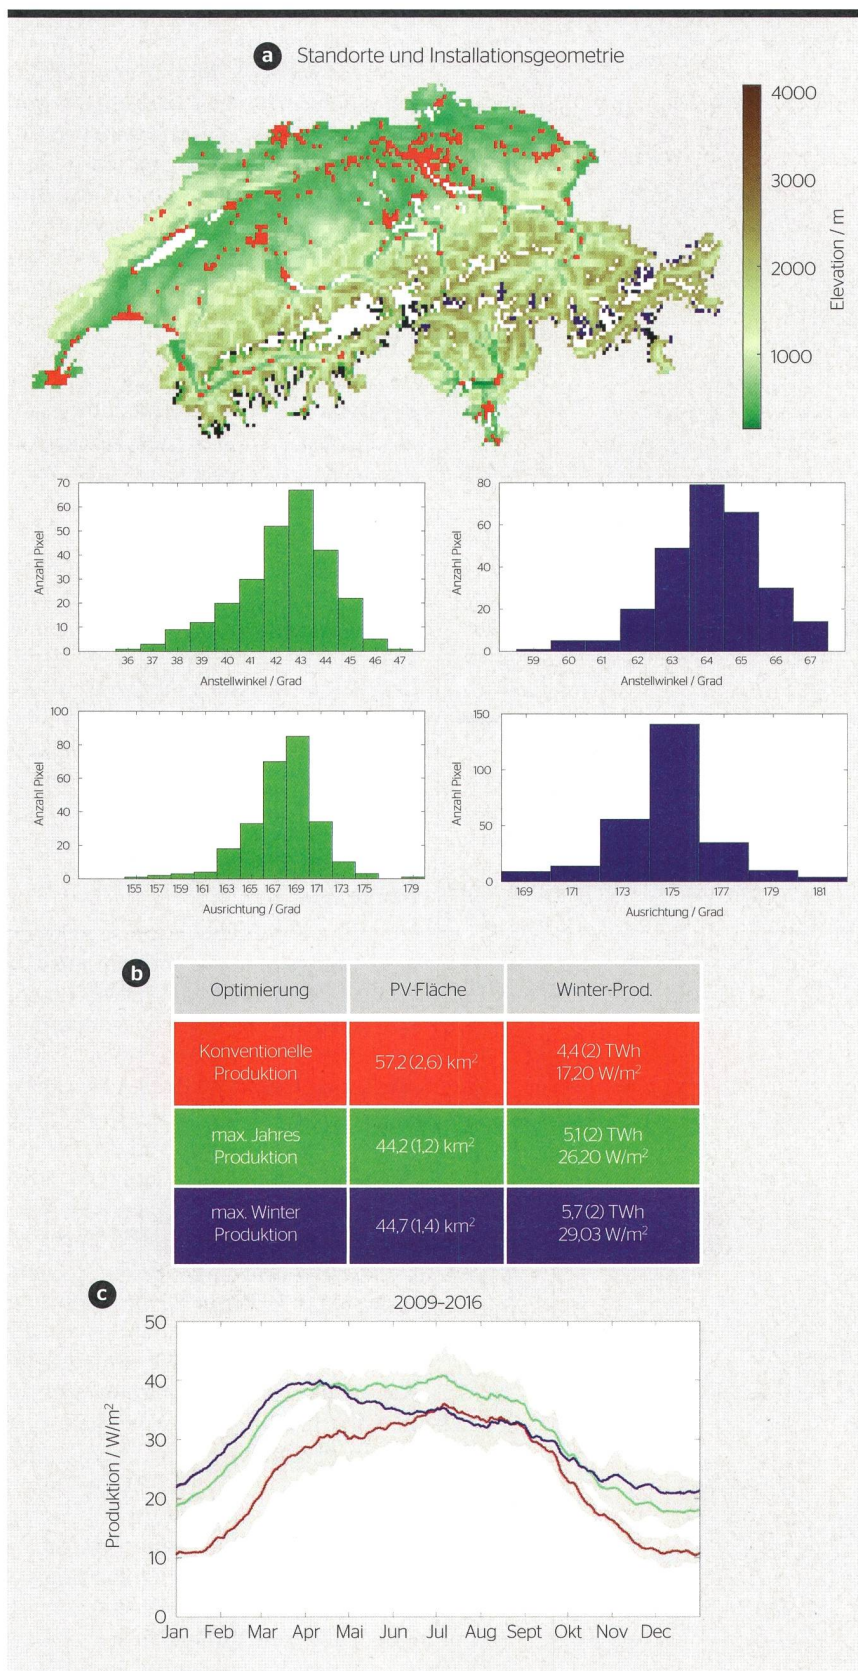 a Standorte und Installationsgeometrie
4000
3000
2000
1000
Elevation / m
70
60
50
40
30
20
10
0
Anzahl Pixel
36 37 38 39 40 41 42 43 44 45 46 47
Anstellwinkel / Grad
80
60
40
20
0
Anzahl Pixel
59 60 61 62 63 64 65 66 67
Anstellwinkel / Grad
100
80
60
40
20
0
Anzahl Pixel
155 157 159 161 163 165 167 169 171 173 175 179
Ausrichtung / Grad
150
100
50
0
Anzahl Pixel
169 171 173 175 177 179 181
Ausrichtung / Grad
b
Optimierung PV-Fläche Winter-Prod.
Konventionelle
Produktion
57,2 (2,6) km²
4,4 (2) TWh
17,20 W/m²
max. Jahres
Produktion
44,2 (1,2) km²
5,1 (2) TWh
26,20 W/m²
max. Winter
Produktion
44,7 (1,4) km²
5,7 (2) TWh
29,03 W/m²
c
2009–2016
50
40
30
20
10
0
Produktion / W/m²
Jan Feb Mar Apr Mai Jun Jul Aug Sept Okt Nov Dec